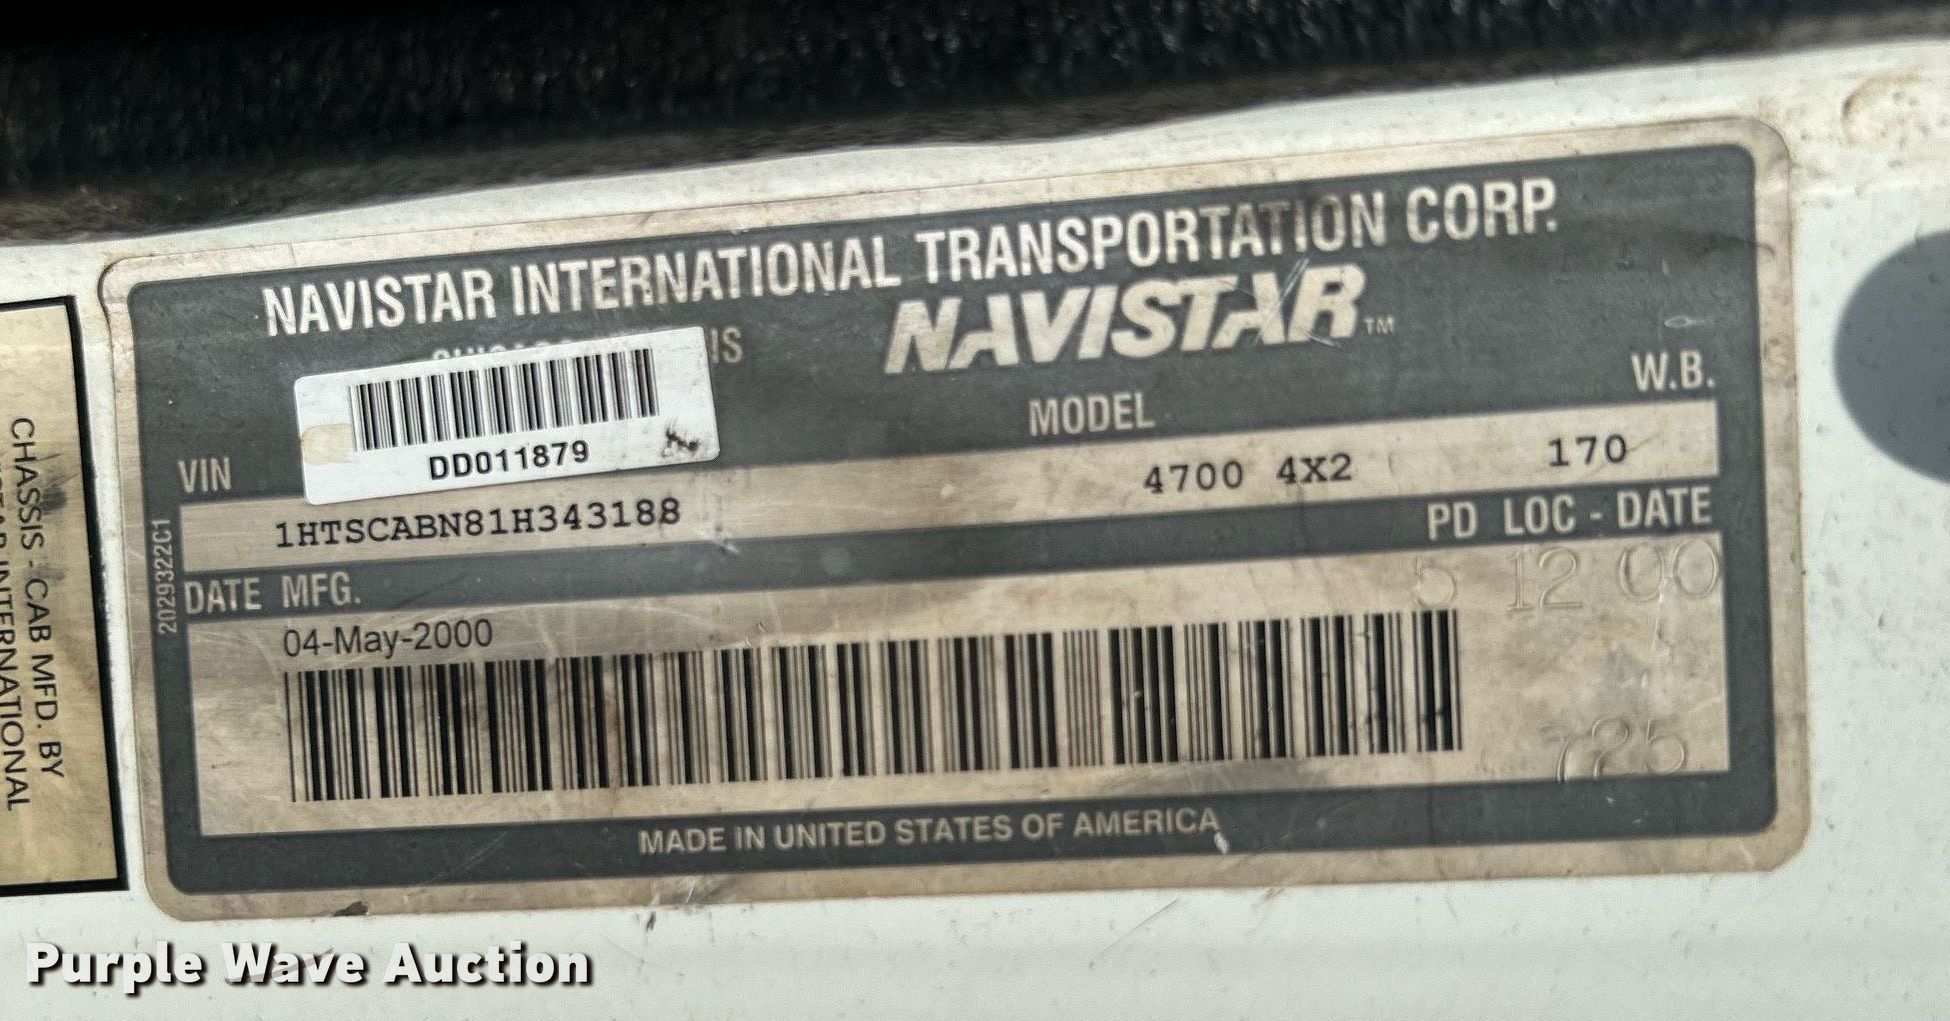 NAVISTAR INTERNATIONAL TRANSPORTATION CORP.
NAVISTAR™
DD011879
MODEL
W.B.
VIN
4700 4X2
170
1HTSCABN81H343188
PD LOC - DATE
5 12 00
2029322C1
DATE MFG.
04-May-2000
725
MADE IN UNITED STATES OF AMERICA
CHASSIS - CAB MFD. BY
INTERNATIONAL
Purple Wave Auction